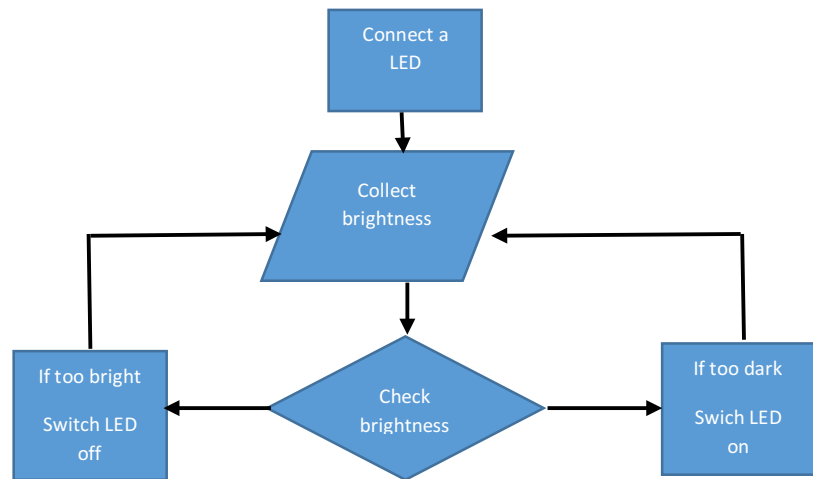 Connect a
LED
Collect
brightness
If too bright
Switch LED
off
Check
brightness
If too dark
Swich LED
on